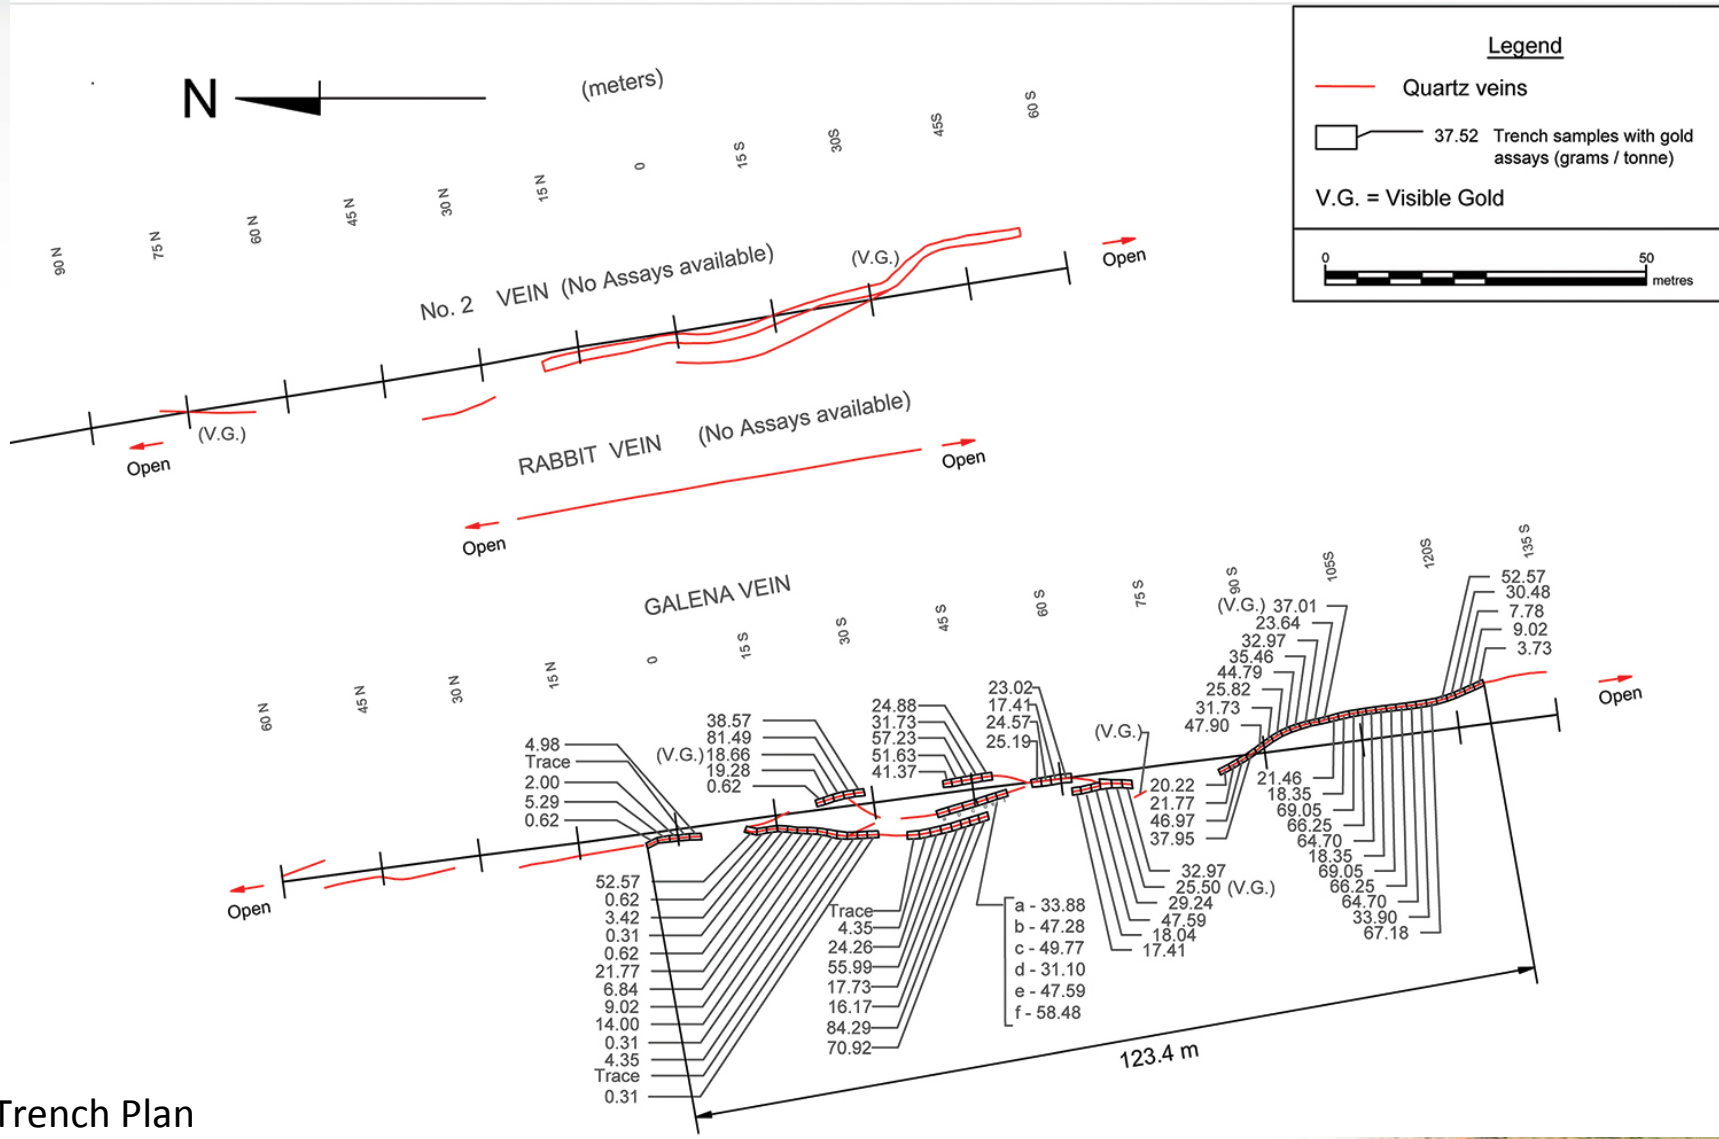 N
(meters)
90 N
75 N
60 N
45 N
30 N
15 N
0
15 S
30S
45S
60 S
Legend
Quartz veins
37.52 Trench samples with gold
assays (grams / tonne)
V.G. = Visible Gold
0 50
metres
No. 2 VEIN (No Assays available)
(V.G.)
Open
(V.G.)
Open
RABBIT VEIN (No Assays available)
Open
Open
GALENA VEIN
60 N
45 N
30 N
15 N
0
15 S
30 S
45 S
60 S
75 S
90 S
105S
120S
135 S
Open
4.98
Trace
2.00
5.29
0.62
38.57
81.49
(V.G.) 18.66
19.28
0.62
24.88
31.73
57.23
51.63
41.37
23.02
17.41
24.57
25.19
(V.G.)
(V.G.) 37.01
23.64
32.97
35.46
44.79
25.82
31.73
47.90
52.57
30.48
7.78
9.02
3.73
Open
52.57
0.62
3.42
0.31
0.62
21.77
6.84
9.02
14.00
0.31
4.35
Trace
0.31
Trace
4.35
24.26
55.99
17.73
16.17
84.29
70.92
a - 33.88
b - 47.28
c - 49.77
d - 31.10
e - 47.59
f - 58.48
20.22
21.77
46.97
37.95
32.97
25.50 (V.G.)
29.24
47.59
18.04
17.41
21.46
18.35
69.05
66.25
64.70
18.35
69.05
66.25
64.70
33.90
67.18
123.4 m
Trench Plan